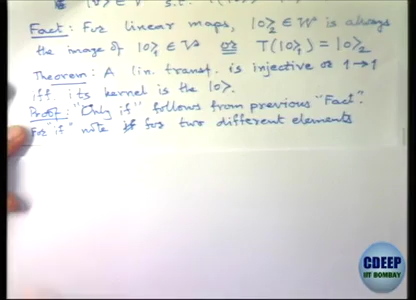 |v⟩ ∈ V s.t.
Fact: For linear maps, |0⟩₂ ∈ W is always
the image of |0⟩₁ ∈ V or T(|0⟩₁) = |0⟩₂
Theorem: A lin. transf. is injective or 1→1
iff its kernel is the |0⟩.
Proof: "Only if" follows from previous "Fact".
For "if" note if for two different elements
CDEEP
IIT BOMBAY